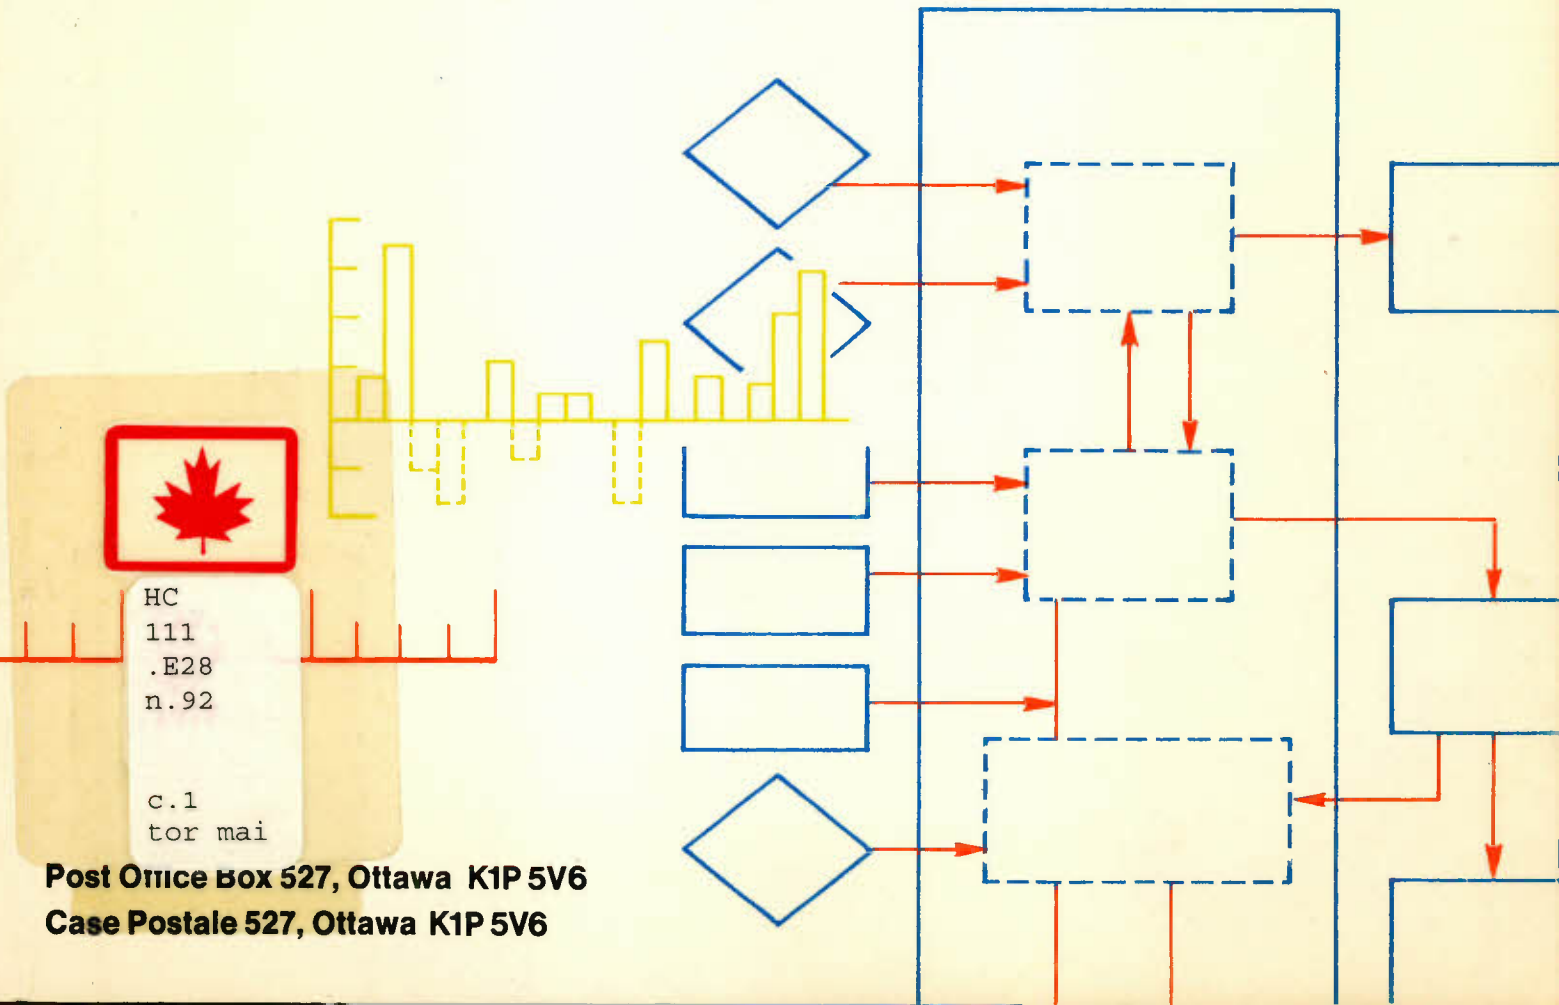 HC
111
.E28
n.92
c.1
tor mai
Post Office Box 527, Ottawa K1P 5V6
Case Postale 527, Ottawa K1P 5V6